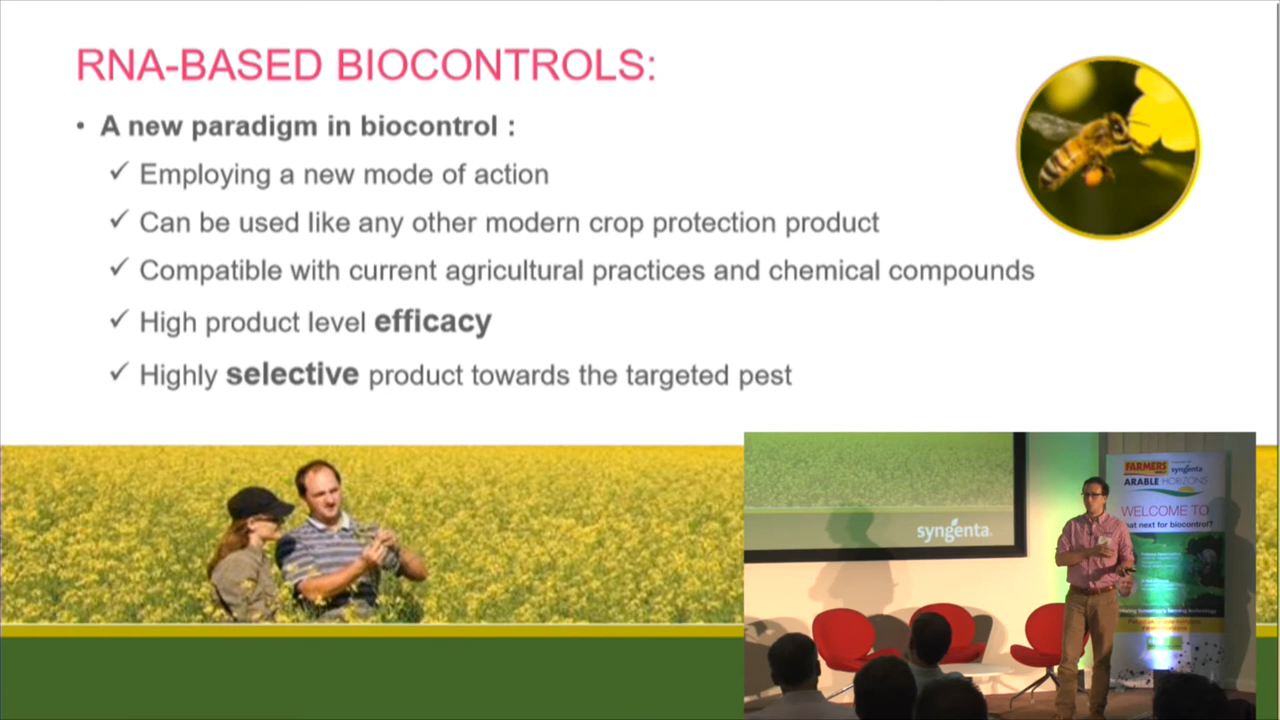 RNA-BASED BIOCONTROLS:
• A new paradigm in biocontrol :
✓ Employing a new mode of action
✓ Can be used like any other modern crop protection product
✓ Compatible with current agricultural practices and chemical compounds
✓ High product level efficacy
✓ Highly selective product towards the targeted pest
syngenta
FARMERS
syngenta
ARABLE HORIZONS
WELCOME TO
at next for biocontrol?